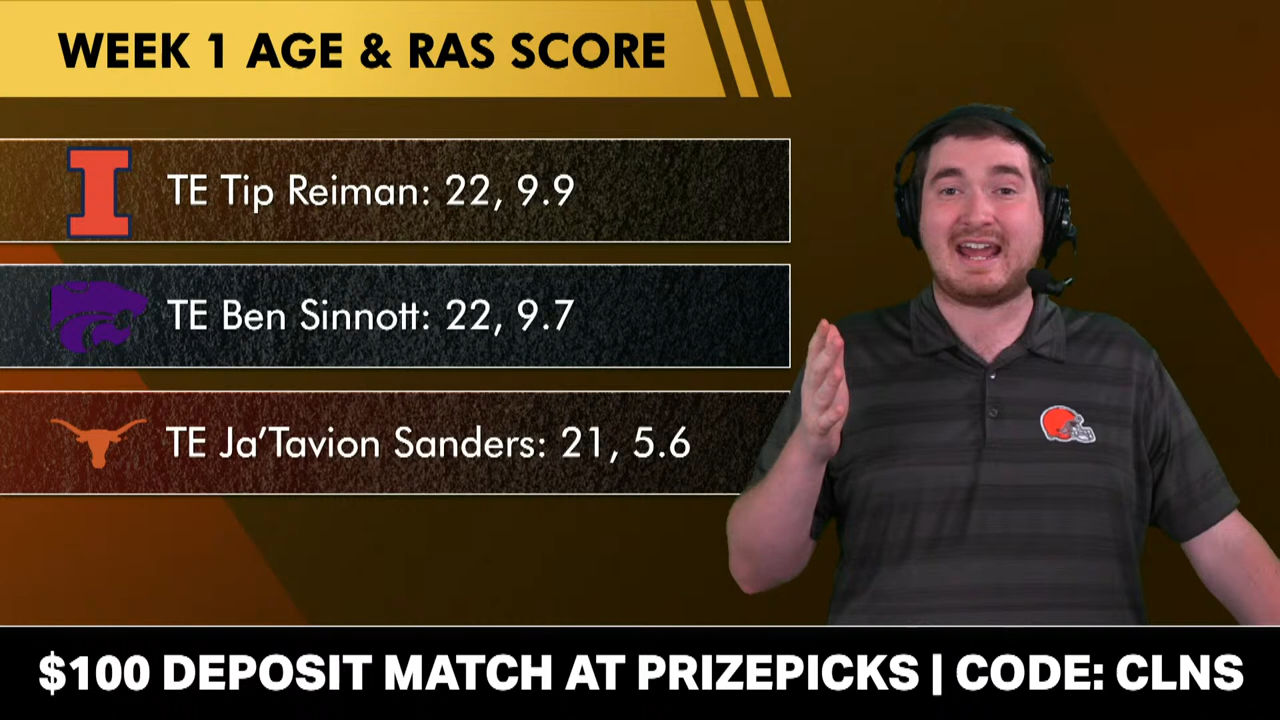 WEEK 1 AGE & RAS SCORE
I
TE Tip Reiman: 22, 9.9
TE Ben Sinnott: 22, 9.7
TE Ja'Tavion Sanders: 21, 5.6
$100 DEPOSIT MATCH AT PRIZEPICKS | CODE: CLNS